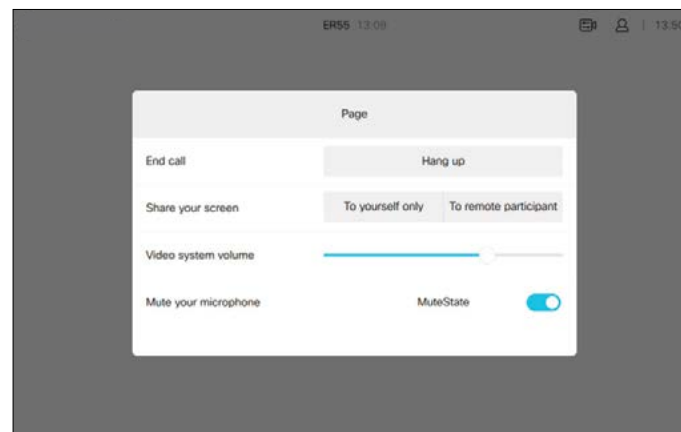 ER55 13:09
13:50
Page
End call Hang up
Share your screen To yourself only To remote participant
Video system volume
Mute your microphone MuteState